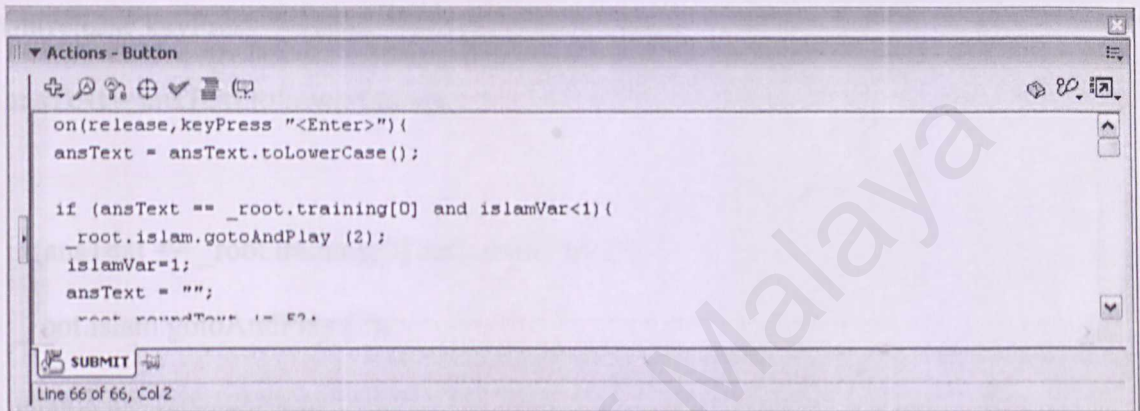 Actions - Button
on(release,keyPress "<Enter>"){
ansText = ansText.toLowerCase();
if (ansText == _root.training[0] and islamVar<1){
_root.islam.gotoAndPlay (2);
islamVar=1;
ansText = "";
SUBMIT
Line 66 of 66, Col 2
Malaya